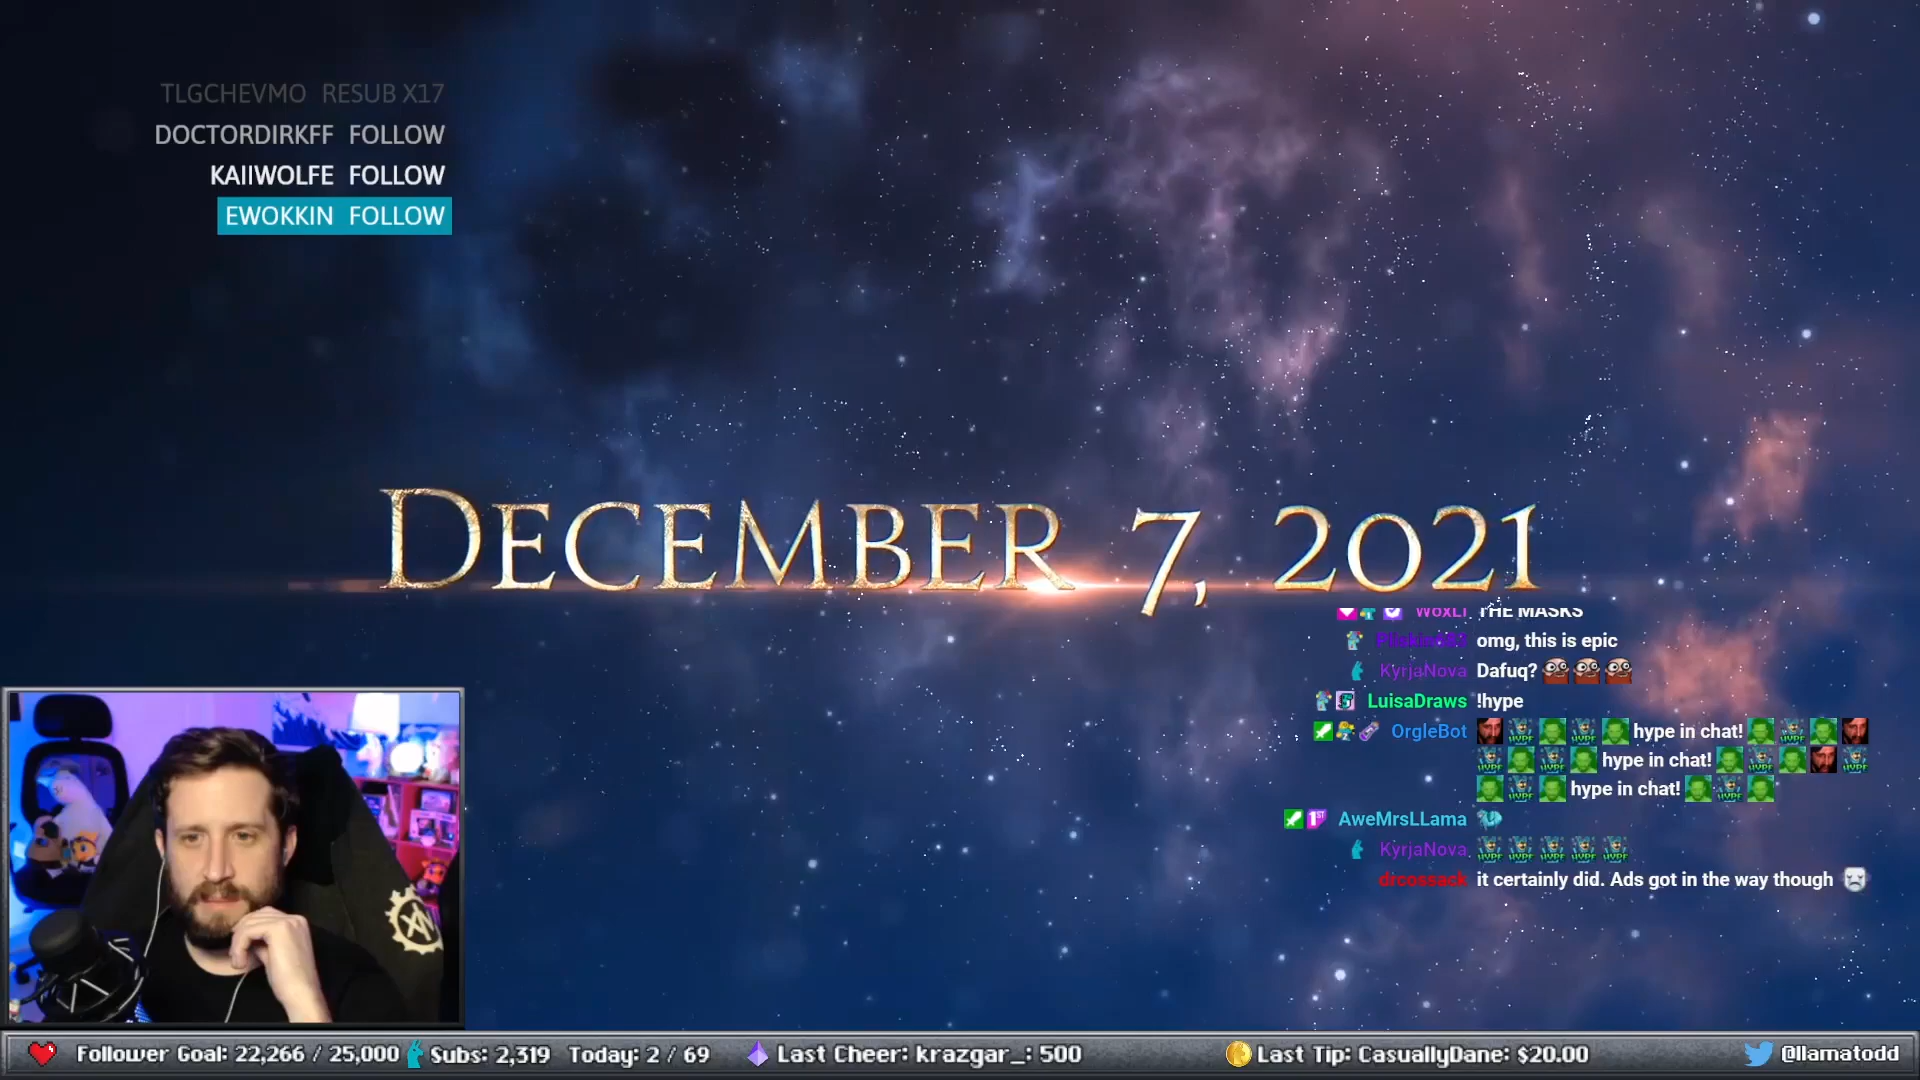 TLGCHEVMO RESUB X17
DOCTORDIRKFF FOLLOW
KAIIWOLFE FOLLOW
EWOKKIN FOLLOW
DECEMBER 7, 2021
WoxLi THE MASKS
omg, this is epic
KyrjaNova Dafuq?
LuisaDraws !hype
OrgleBot hype in chat!
hype in chat!
hype in chat!
AweMrsLLama
KyrjaNova
drcossack it certainly did. Ads got in the way though
Follower Goal: 22,266 / 25,000 Subs: 2,319 Today: 2 / 69 Last Cheer: krazgar_: 500 Last Tip: CasuallyDane: $20.00 @llamatodd